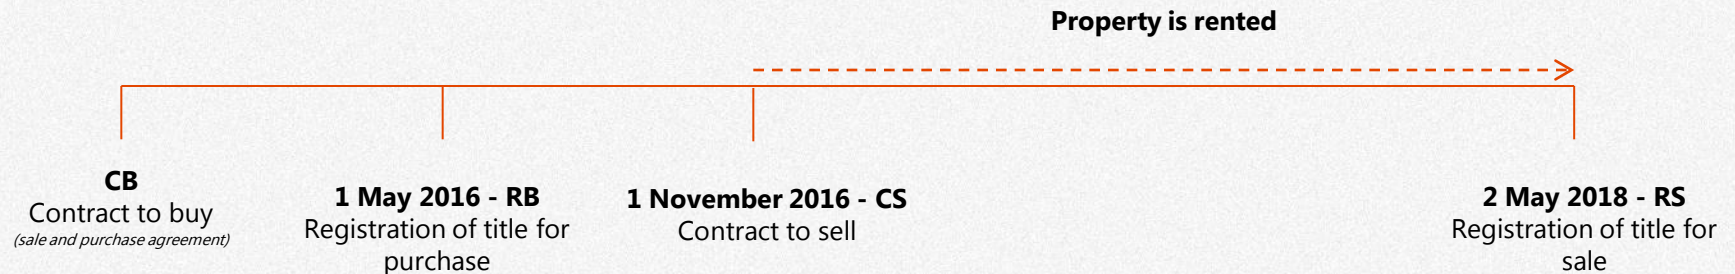 Property is rented
CB
Contract to buy
(sale and purchase agreement)
1 May 2016 - RB
Registration of title for
purchase
1 November 2016 - CS
Contract to sell
2 May 2018 - RS
Registration of title for
sale